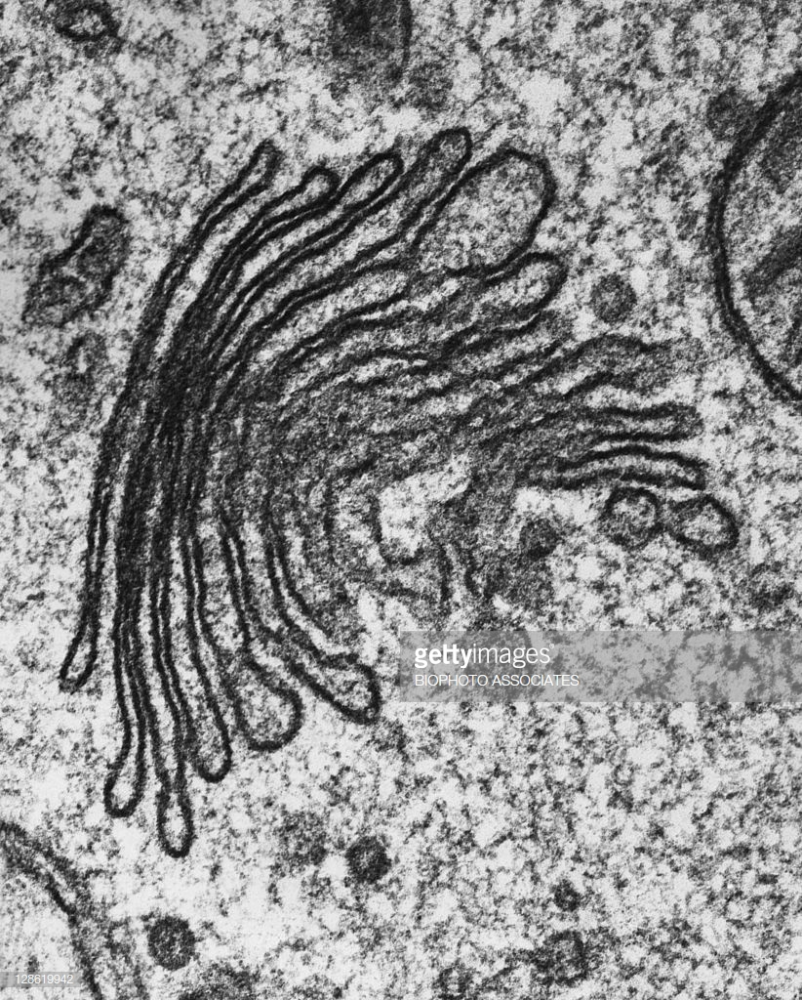 gettyimages
BIOPHOTO ASSOCIATES
128619942